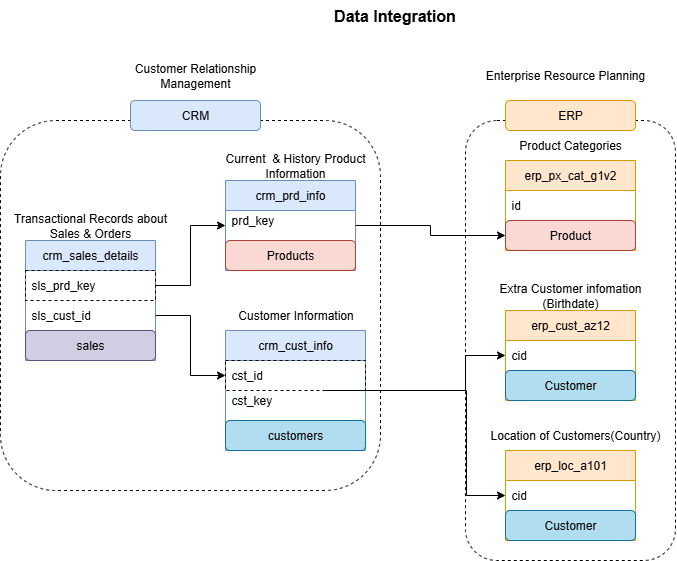 Data Integration
Customer Relationship
Management
CRM
Enterprise Resource Planning
ERP
Transactional Records about
Sales & Orders
crm_sales_details
sls_prd_key
sls_cust_id
sales
Current & History Product
Information
crm_prd_info
prd_key
Products
Customer Information
crm_cust_info
cst_id
cst_key
customers
Product Categories
erp_px_cat_g1v2
id
Product
Extra Customer infomation
(Birthdate)
erp_cust_az12
cid
Customer
Location of Customers(Country)
erp_loc_a101
cid
Customer